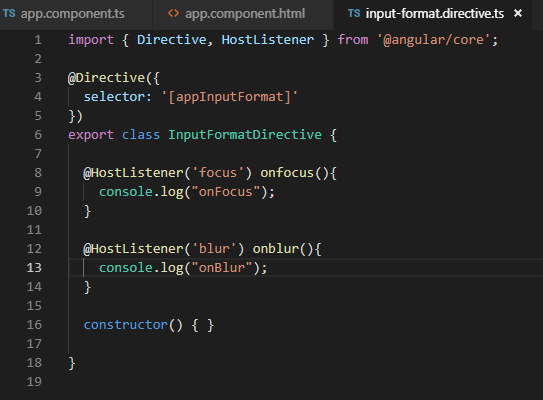 TS app.component.ts <> app.component.html TS input-format.directive.ts ×
1 import { Directive, HostListener } from '@angular/core';
2
3 @Directive({
4   selector: '[appInputFormat]'
5 })
6 export class InputFormatDirective {
7
8   @HostListener('focus') onfocus(){
9     console.log("onFocus");
10   }
11
12   @HostListener('blur') onblur(){
13     console.log("onBlur");
14   }
15
16   constructor() { }
17
18 }
19